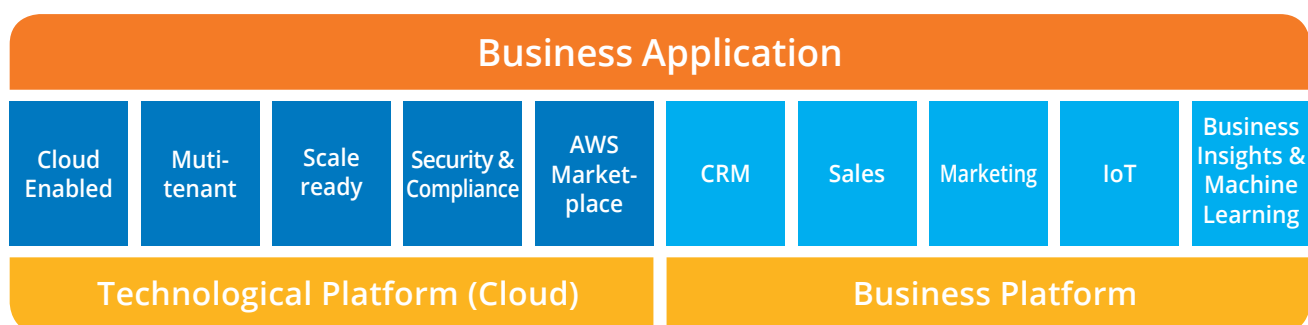 Business Application
Cloud
Enabled
Muti-
tenant
Scale
ready
Security &
Compliance
AWS
Market-
place
CRM
Sales
Marketing
IoT
Business
Insights &
Machine
Learning
Technological Platform (Cloud)
Business Platform